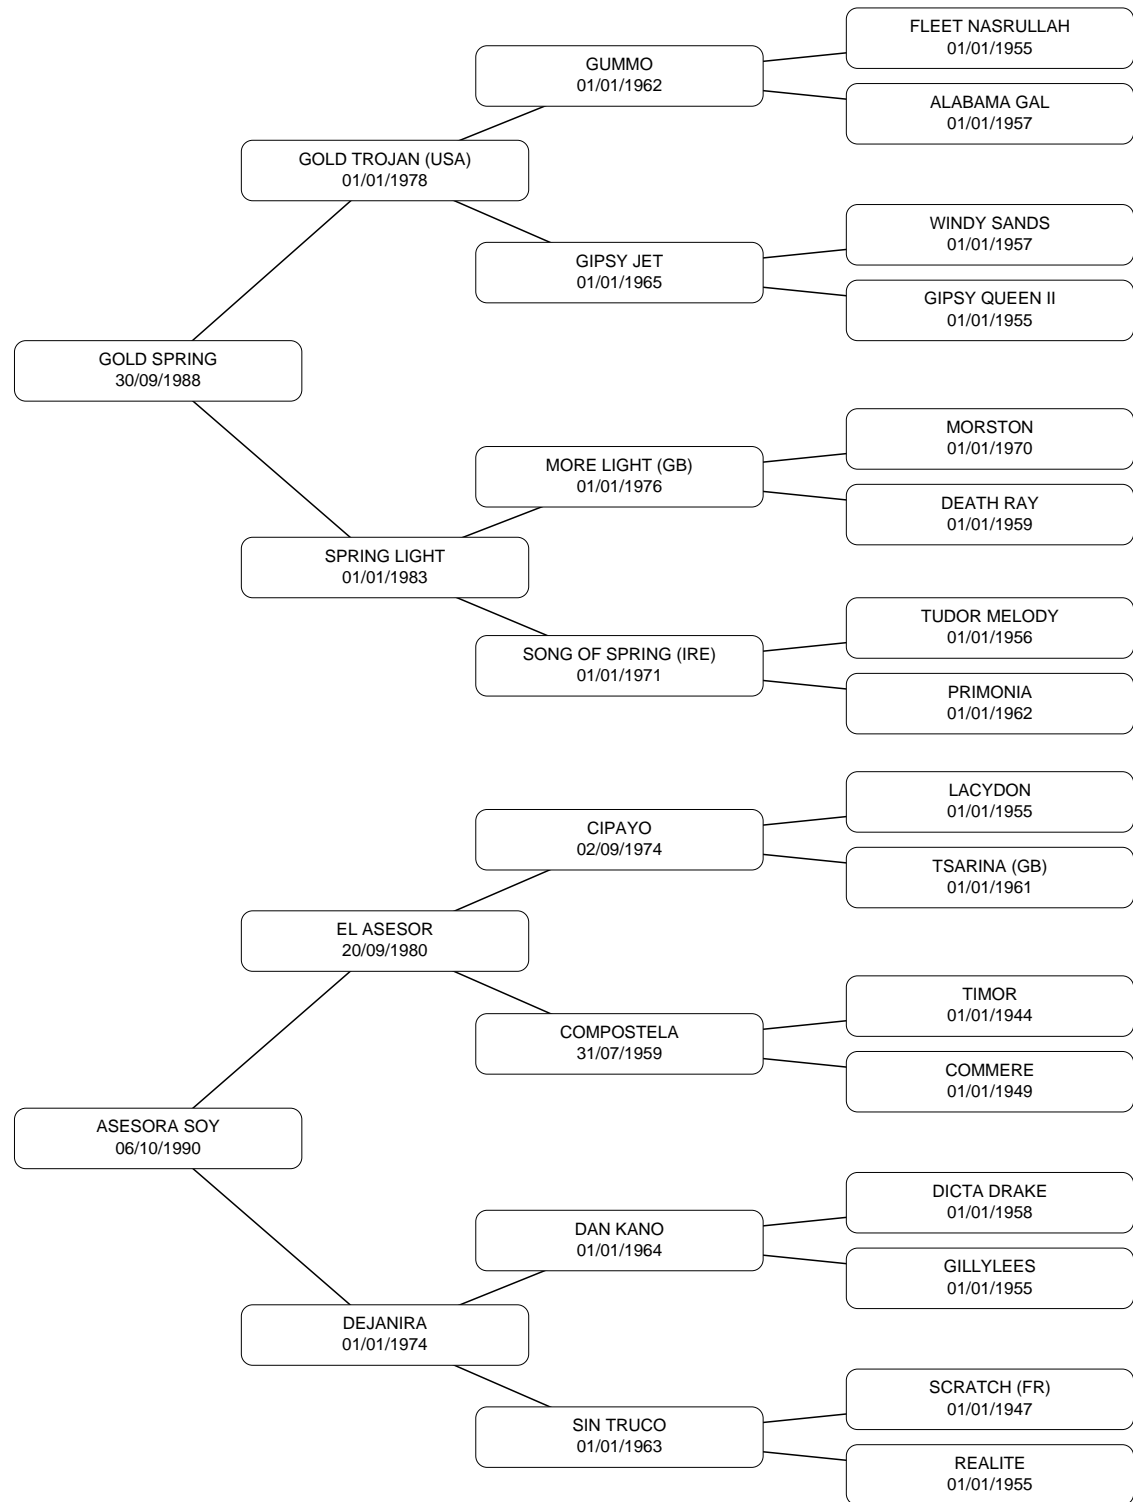 FLEET NASRULLAH
01/01/1955
GUMMO
01/01/1962
ALABAMA GAL
01/01/1957
GOLD TROJAN (USA)
01/01/1978
WINDY SANDS
01/01/1957
GIPSY JET
01/01/1965
GIPSY QUEEN II
01/01/1955
GOLD SPRING
30/09/1988
MORSTON
01/01/1970
MORE LIGHT (GB)
01/01/1976
DEATH RAY
01/01/1959
SPRING LIGHT
01/01/1983
TUDOR MELODY
01/01/1956
SONG OF SPRING (IRE)
01/01/1971
PRIMONIA
01/01/1962
LACYDON
01/01/1955
CIPAYO
02/09/1974
TSARINA (GB)
01/01/1961
EL ASESOR
20/09/1980
TIMOR
01/01/1944
COMPOSTELA
31/07/1959
COMMERE
01/01/1949
ASESORA SOY
06/10/1990
DICTA DRAKE
01/01/1958
DAN KANO
01/01/1964
GILLYLEES
01/01/1955
DEJANIRA
01/01/1974
SCRATCH (FR)
01/01/1947
SIN TRUCO
01/01/1963
REALITE
01/01/1955